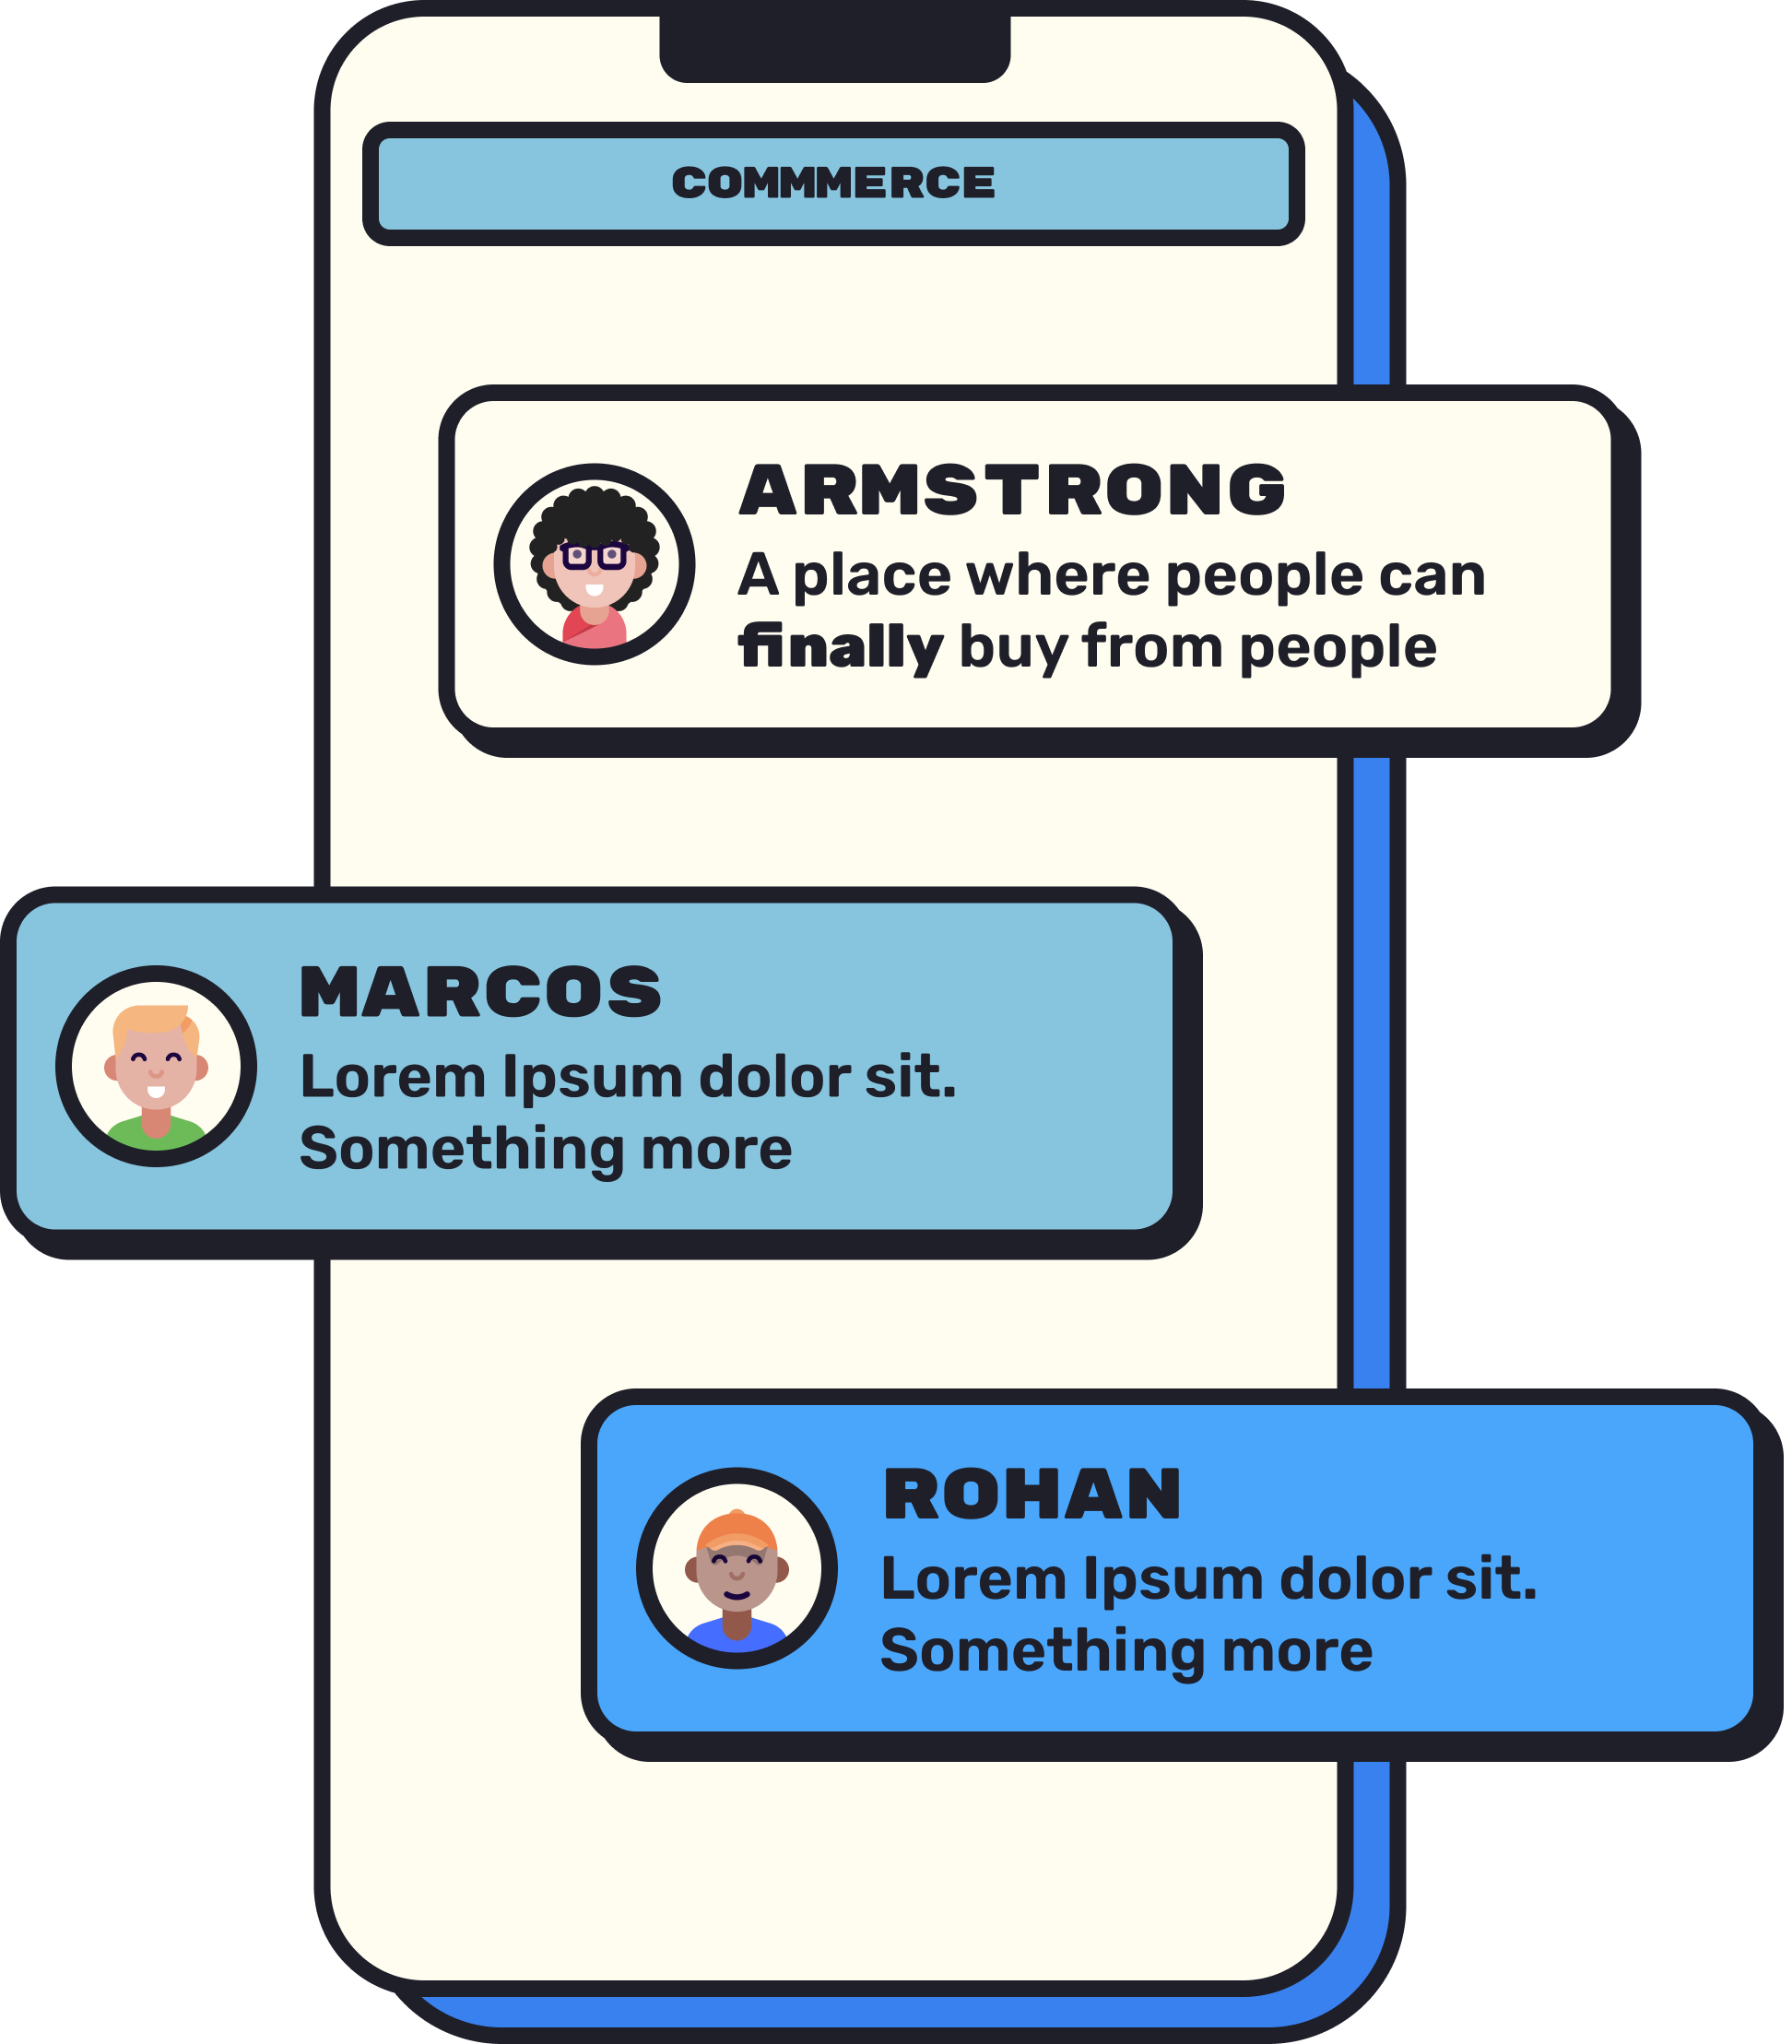 COMMMERCE
ARMSTRONG
A place where people can
finally buy from people
MARCOS
Lorem Ipsum dolor sit.
Something more
ROHAN
Lorem Ipsum dolor sit.
Something more